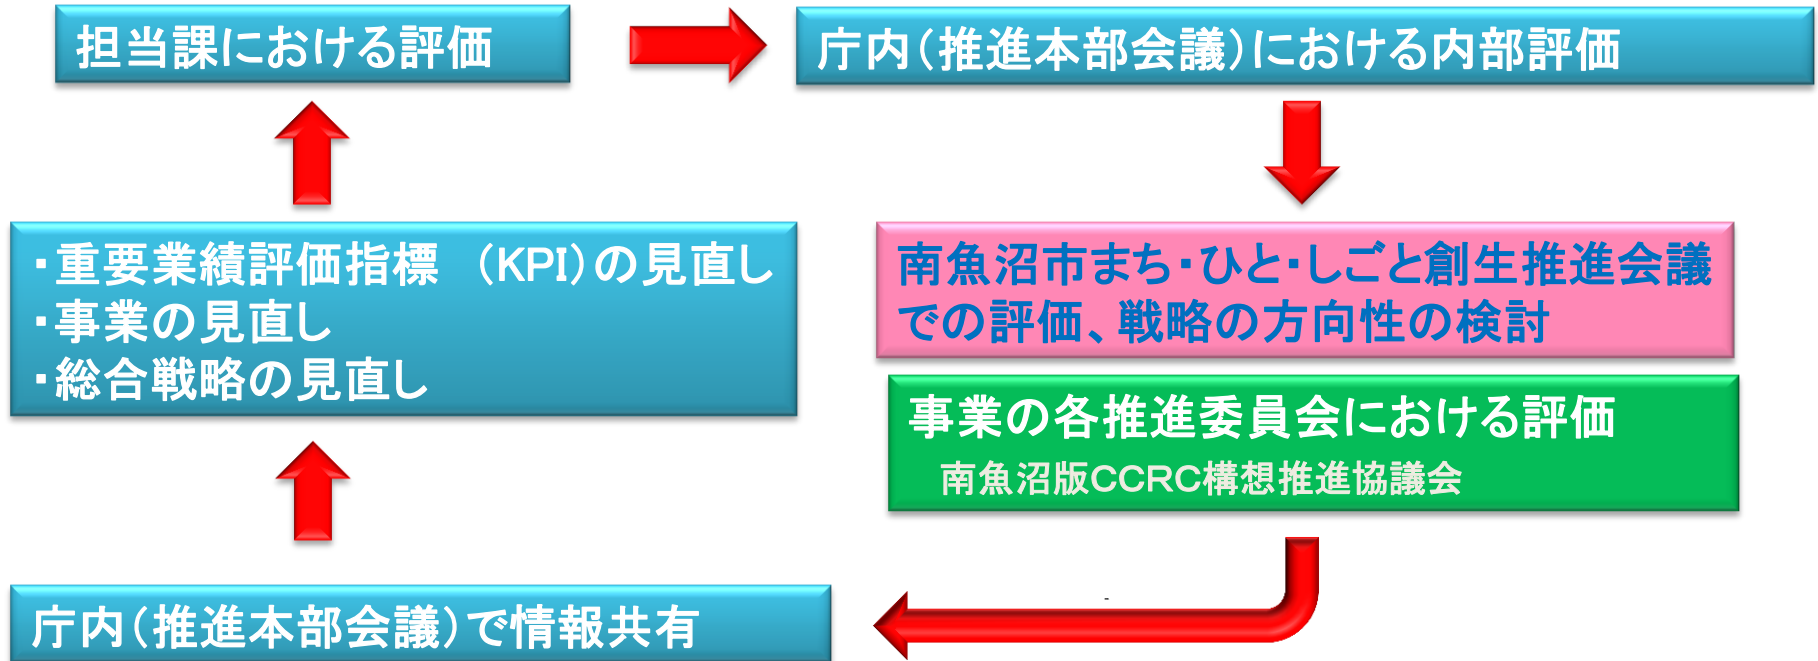 担当課における評価
庁内(推進本部会議)における内部評価
・重要業績評価指標 (KPI)の見直し
・事業の見直し
・総合戦略の見直し
南魚沼市まち・ひと・しごと創生推進会議
での評価、戦略の方向性の検討
事業の各推進委員会における評価
南魚沼版CCRC構想推進協議会
庁内(推進本部会議)で情報共有
-